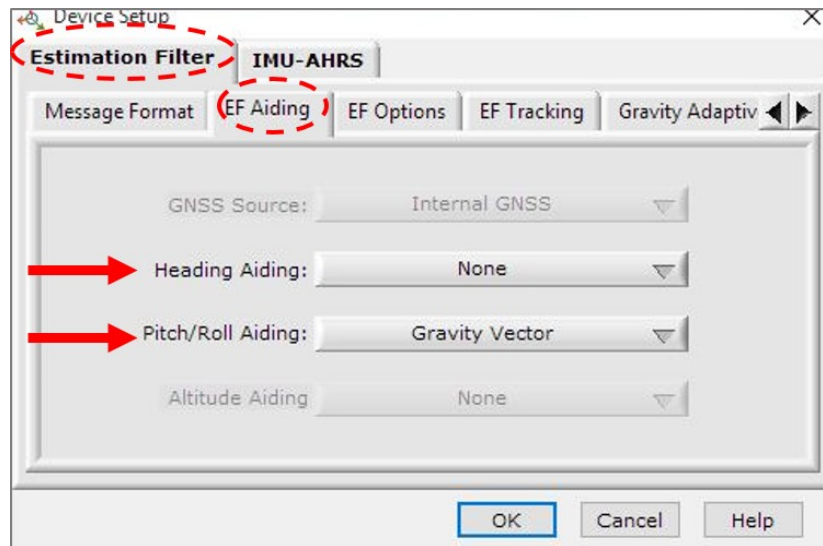 Device Setup
Estimation Filter IMU-AHRS
Message Format EF Aiding EF Options EF Tracking Gravity Adaptiv
GNSS Source: Internal GNSS
Heading Aiding: None
Pitch/Roll Aiding: Gravity Vector
Altitude Aiding None
OK Cancel Help